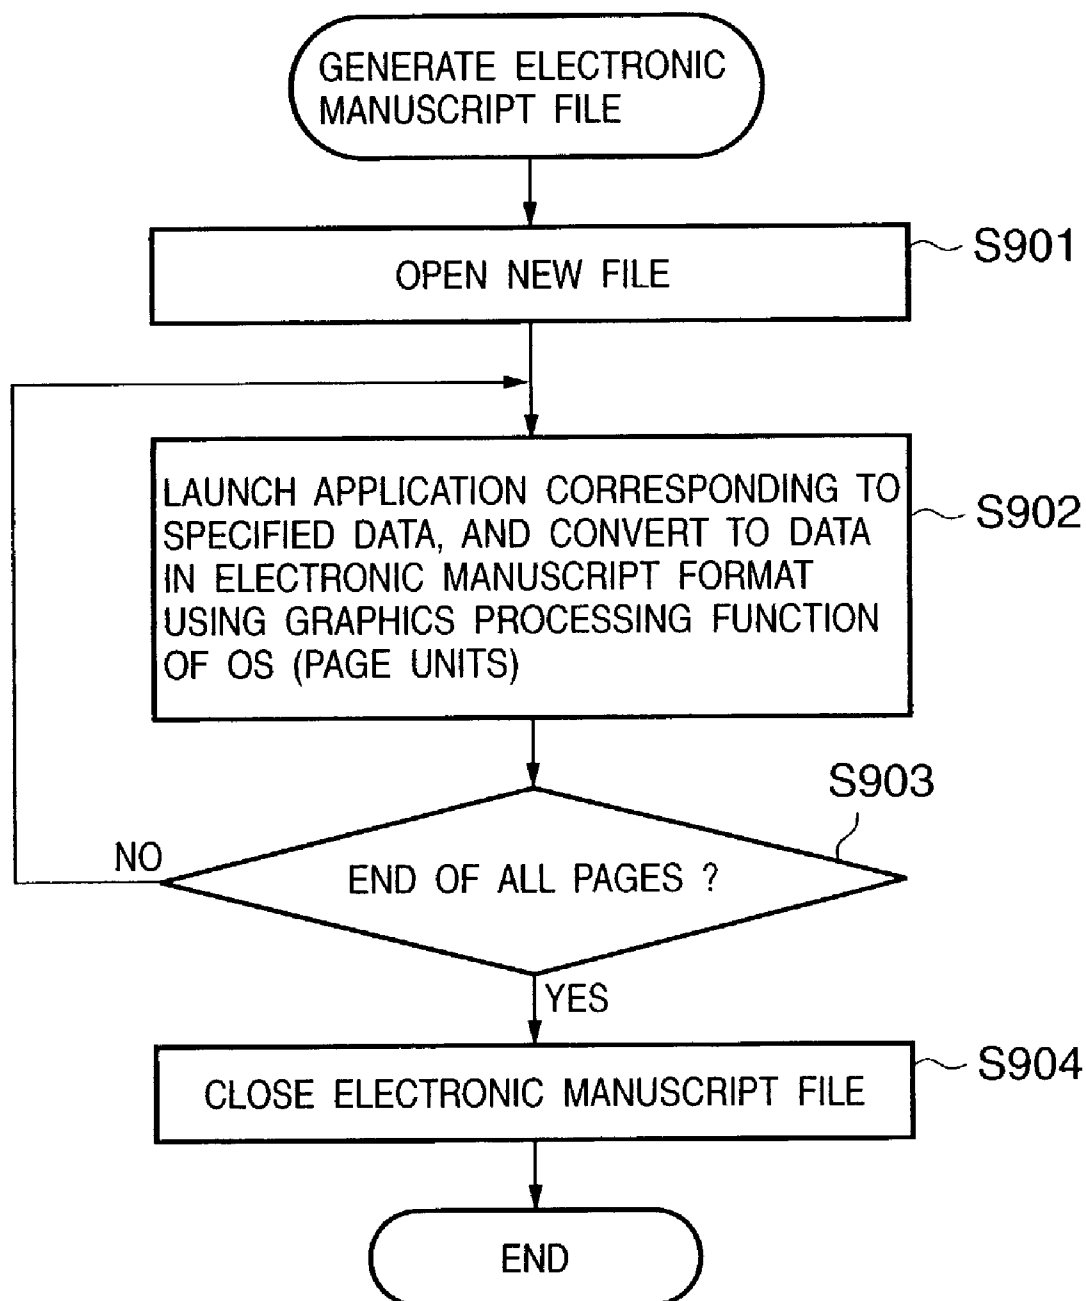 GENERATE ELECTRONIC
MANUSCRIPT FILE
S901
OPEN NEW FILE
LAUNCH APPLICATION CORRESPONDING TO
SPECIFIED DATA, AND CONVERT TO DATA
IN ELECTRONIC MANUSCRIPT FORMAT
USING GRAPHICS PROCESSING FUNCTION
OF OS (PAGE UNITS)
S902
S903
NO
END OF ALL PAGES ?
YES
S904
CLOSE ELECTRONIC MANUSCRIPT FILE
END